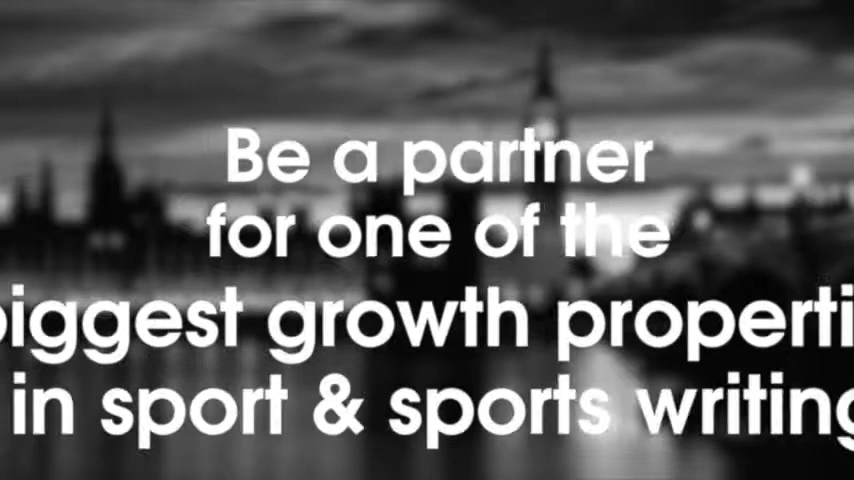 Be a partner
for one of the
biggest growth properti
in sport & sports writing